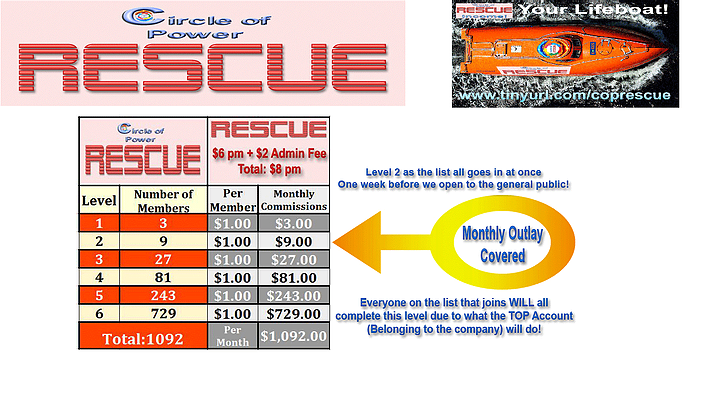 Circle of
Power
RESCUE
RESCUE Your Lifeboat!
Income!
RESCUE
www.tinyurl.com/coprescue
Circle of
Power
RESCUE
RESCUE
$6 pm + $2 Admin Fee
Total: $8 pm
Level Number of Members Per Member Monthly Commissions
1 3 $1.00 $3.00
2 9 $1.00 $9.00
3 27 $1.00 $27.00
4 81 $1.00 $81.00
5 243 $1.00 $243.00
6 729 $1.00 $729.00
Total:1092 Per Month $1,092.00
Level 2 as the list all goes in at once
One week before we open to the general public!
Monthly Outlay
Covered
Everyone on the list that joins WILL all
complete this level due to what the TOP Account
(Belonging to the company) will do!